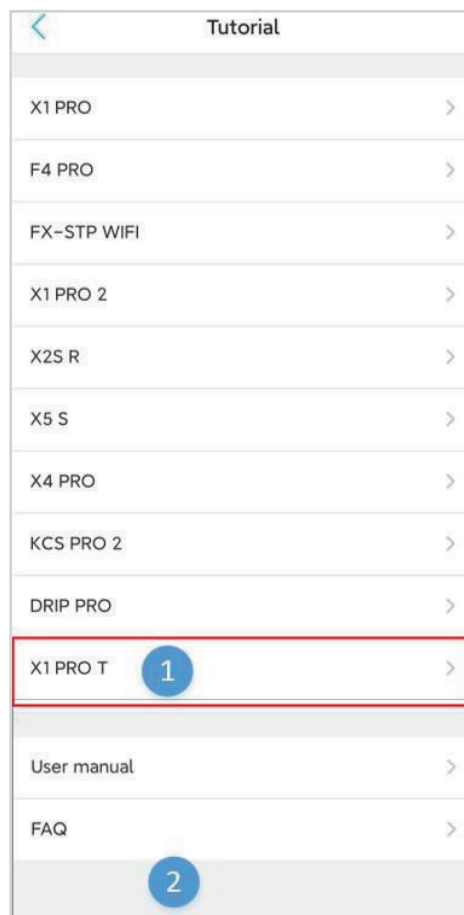 Tutorial
X1 PRO
F4 PRO
FX-STP WIFI
X1 PRO 2
X2S R
X5 S
X4 PRO
KCS PRO 2
DRIP PRO
X1 PRO T 1
User manual
FAQ
2